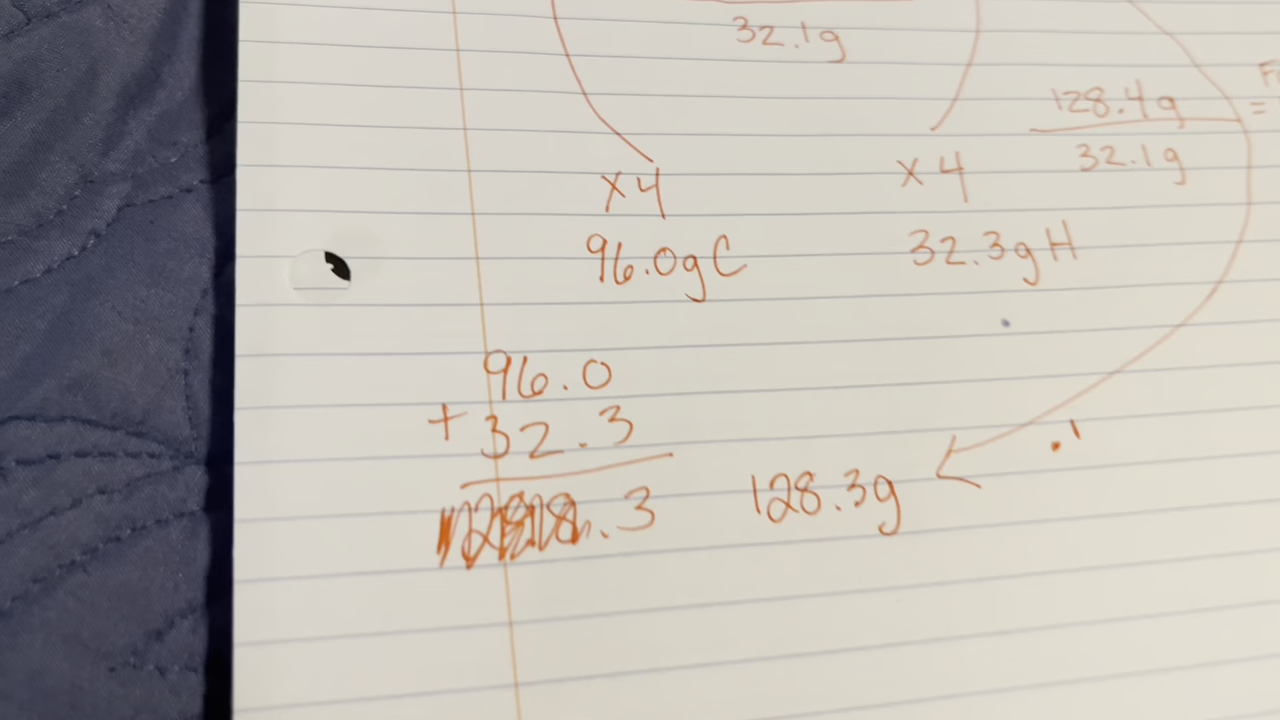 32.1g
F
128.4g =
32.1g
x4 x4
96.0gC 32.3gH
96.0
+32.3
.3 128.3g